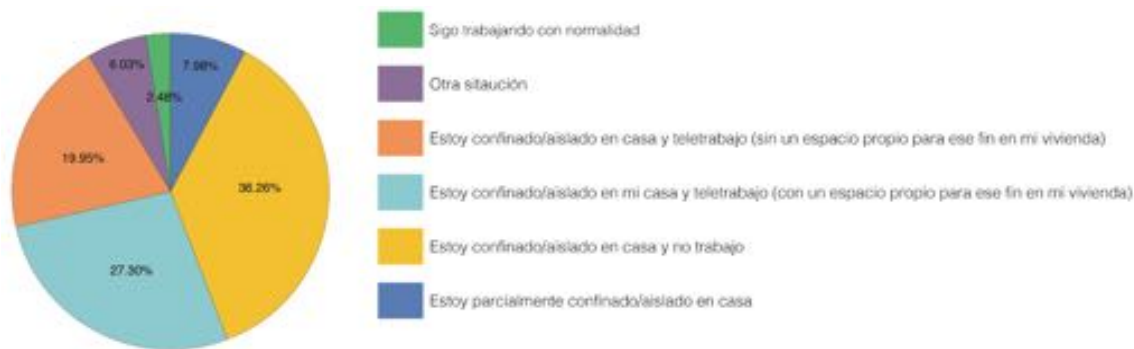 6.03%
2.48%
7.98%
19.95%
36.26%
27.30%
Sigo trabajando con normalidad
Otra sitaución
Estoy confinado/aislado en casa y teletrabajo (sin un espacio propio para ese fin en mi vivienda)
Estoy confinado/aislado en mi casa y teletrabajo (con un espacio propio para ese fin en mi vivienda)
Estoy confinado/aislado en casa y no trabajo
Estoy parcialmente confinado/aislado en casa